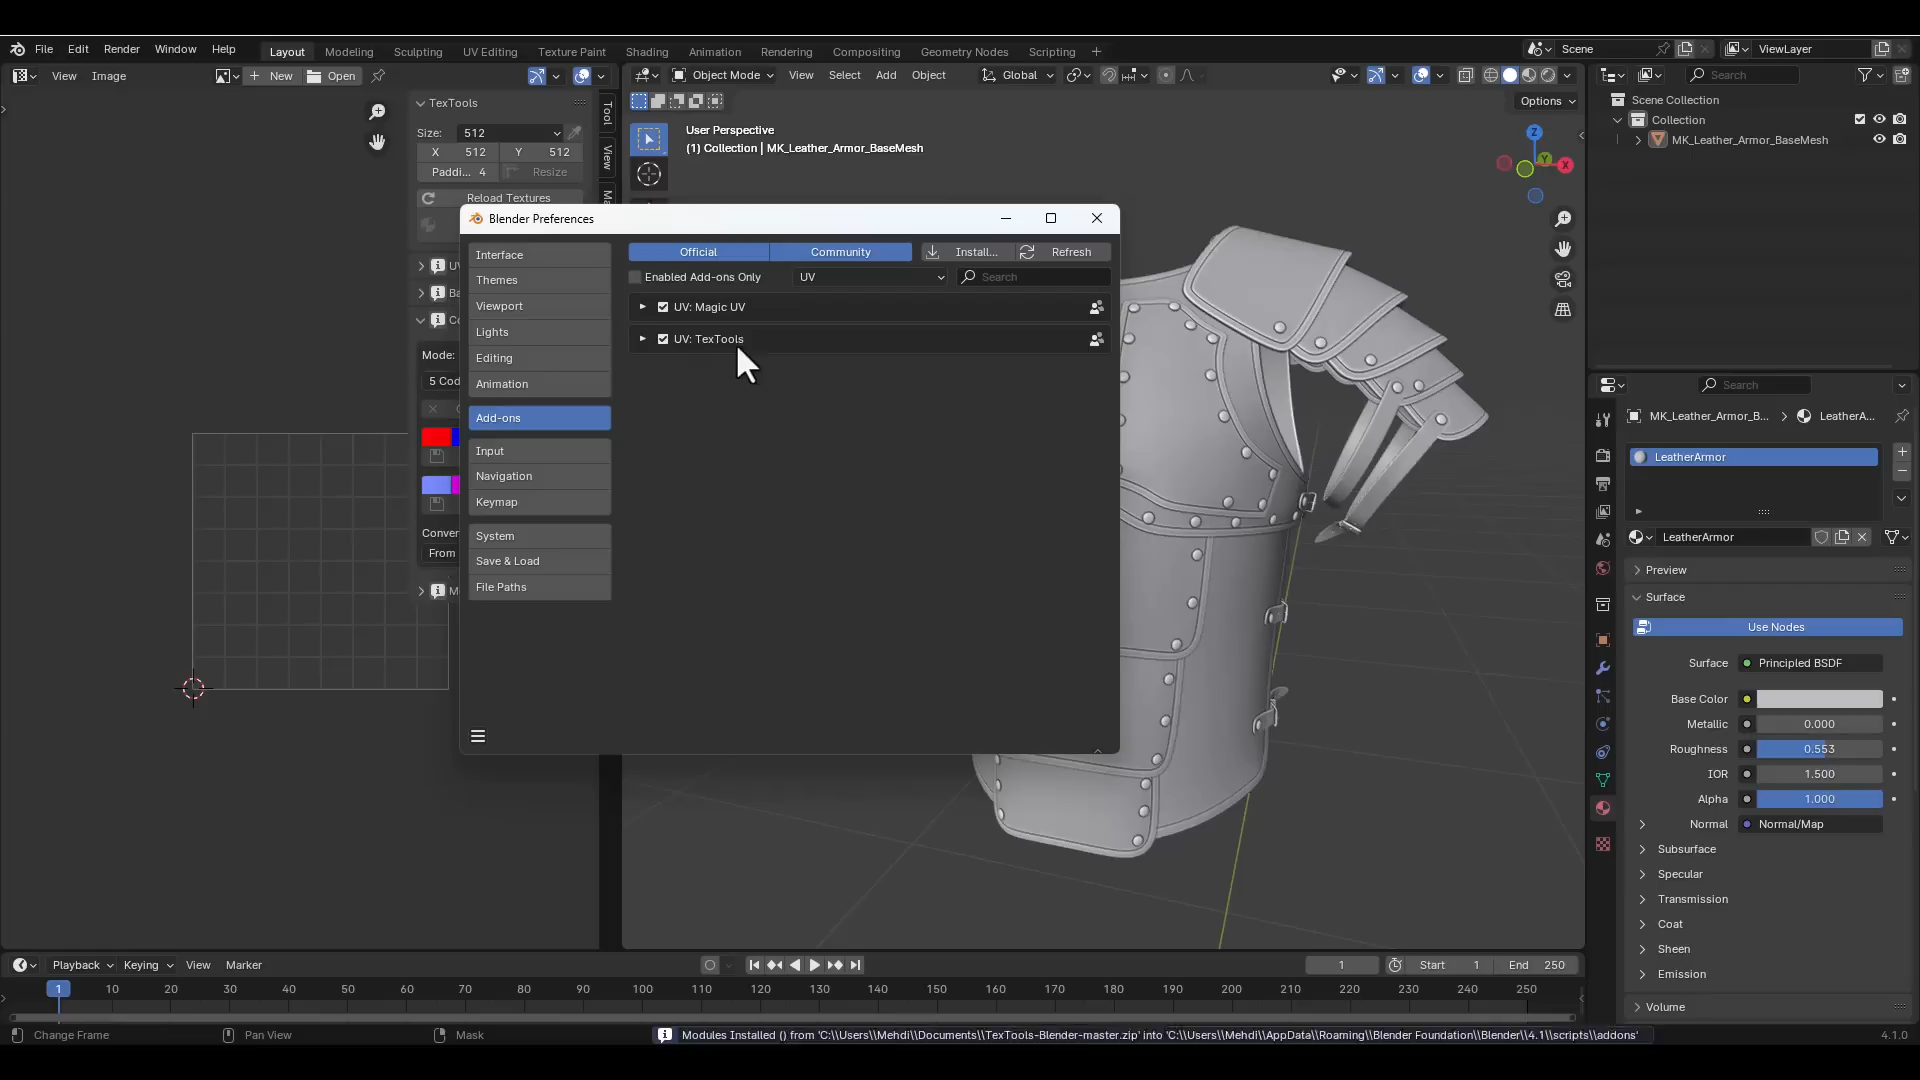 File Edit Render Window Help Layout Modeling Sculpting UV Editing Texture Paint Shading Animation Rendering Compositing Geometry Nodes Scripting + Scene ViewLayer
View Image New Open Object Mode View Select Add Object Global Search
Options
TexTools
Size: 512
X 512 Y 512
Paddi... 4 Resize
Reload Textures
Tool
View
User Perspective
(1) Collection | MK_Leather_Armor_BaseMesh
Z
Y
X
Scene Collection
Collection
MK_Leather_Armor_BaseMesh
Blender Preferences
Interface
Themes
Viewport
Lights
Editing
Animation
Add-ons
Input
Navigation
Keymap
System
Save & Load
File Paths
Official Community Install... Refresh
Enabled Add-ons Only UV Search
UV: Magic UV
UV: TexTools
Mode:
5 Cod
Conver
From
Search
MK_Leather_Armor_B... LeatherA...
LeatherArmor
LeatherArmor
Preview
Surface
Use Nodes
Surface Principled BSDF
Base Color
Metallic 0.000
Roughness 0.553
IOR 1.500
Alpha 1.000
Normal Normal/Map
Subsurface
Specular
Transmission
Coat
Sheen
Emission
Volume
Playback Keying View Marker 1 Start 1 End 250
1 10 20 30 40 50 60 70 80 90 100 110 120 130 140 150 160 170 180 190 200 210 220 230 240 250
Change Frame Pan View Mask Modules Installed () from 'C:\\Users\\Mehdi\\Documents\\TexTools-Blender-master.zip' into 'C:\\Users\\Mehdi\\AppData\\Roaming\\Blender Foundation\\Blender\\4.1\\scripts\\addons' 4.1.0